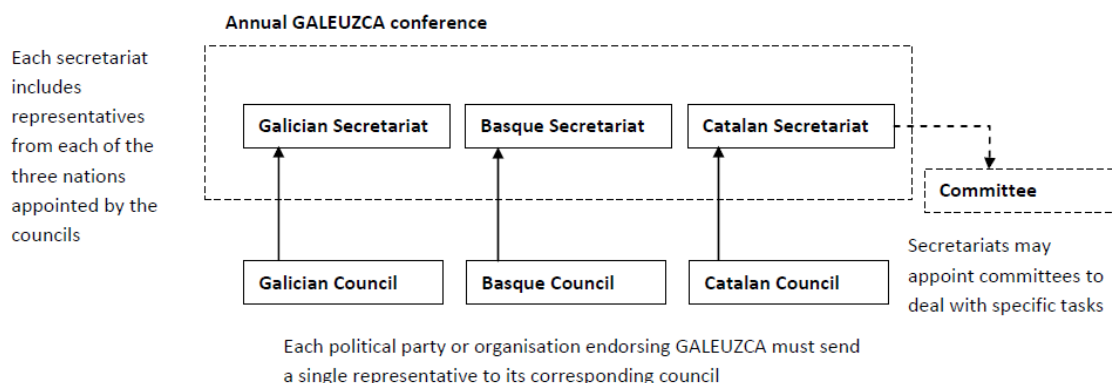 Annual GALEUZCA conference
Each secretariat
includes
representatives
from each of the
three nations
appointed by the
councils
Galician Secretariat
Basque Secretariat
Catalan Secretariat
Committee
Secretariats may
appoint committees to
deal with specific tasks
Galician Council
Basque Council
Catalan Council
Each political party or organisation endorsing GALEUZCA must send
a single representative to its corresponding council